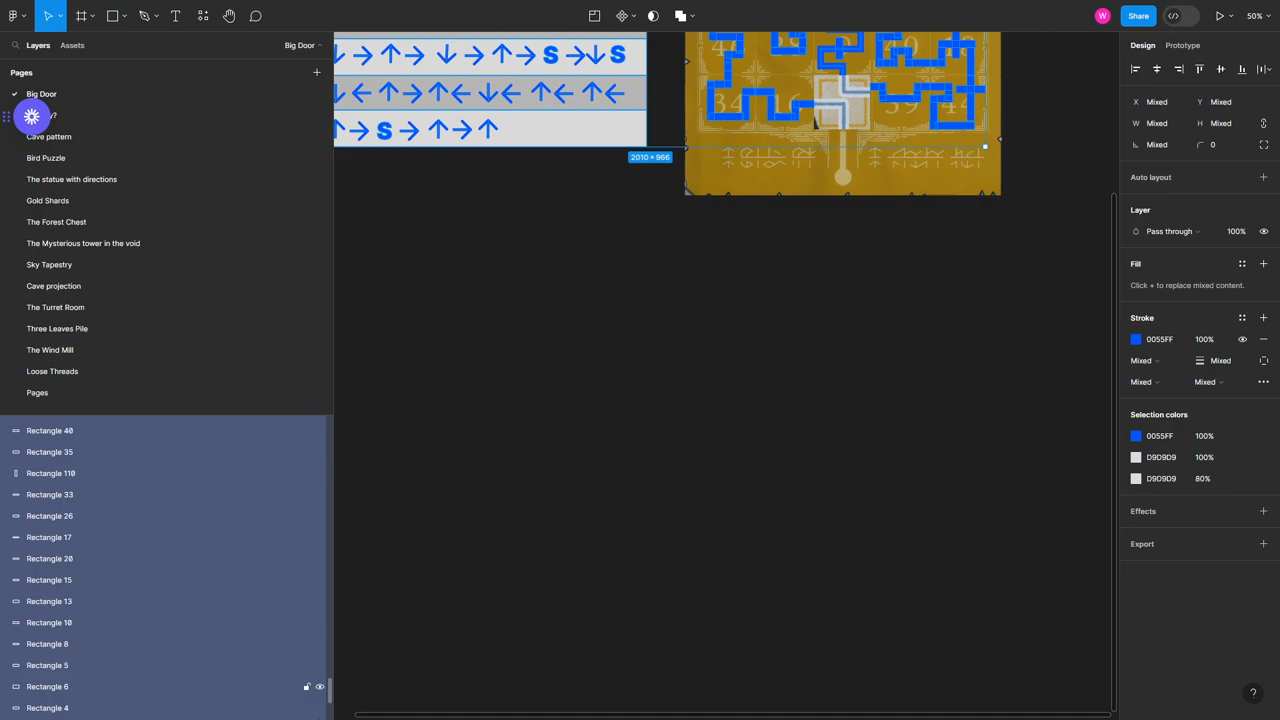 Share
50%
Layers Assets Big Door
Pages
Big Door
Cave pattern
Bird Puzzle
The statue with directions
Gold Shards
The Forest Chest
The Mysterious tower in the void
Sky Tapestry
Cave projection
The Turret Room
Three Leaves Pile
The Wind Mill
Loose Threads
Pages
Rectangle 40
Rectangle 35
Rectangle 110
Rectangle 33
Rectangle 26
Rectangle 17
Rectangle 20
Rectangle 15
Rectangle 13
Rectangle 10
Rectangle 8
Rectangle 5
Rectangle 6
Rectangle 4
↓ → ↑ → ↓ → ↑ → S → ↓ S
↓ ← ↑ → ↑ ← ↓ ← ↑ ← ↑ ←
↑ → S → ↑ → ↑
2010 × 966
34 16 39 44
W
Design Prototype
X Mixed Y Mixed
W Mixed H Mixed
Mixed 0
Auto layout
Layer
Pass through 100%
Fill
Click + to replace mixed content.
Stroke
0055FF 100%
Mixed Mixed
Mixed Mixed
Selection colors
0055FF 100%
D9D9D9 100%
D9D9D9 80%
Effects
Export
?